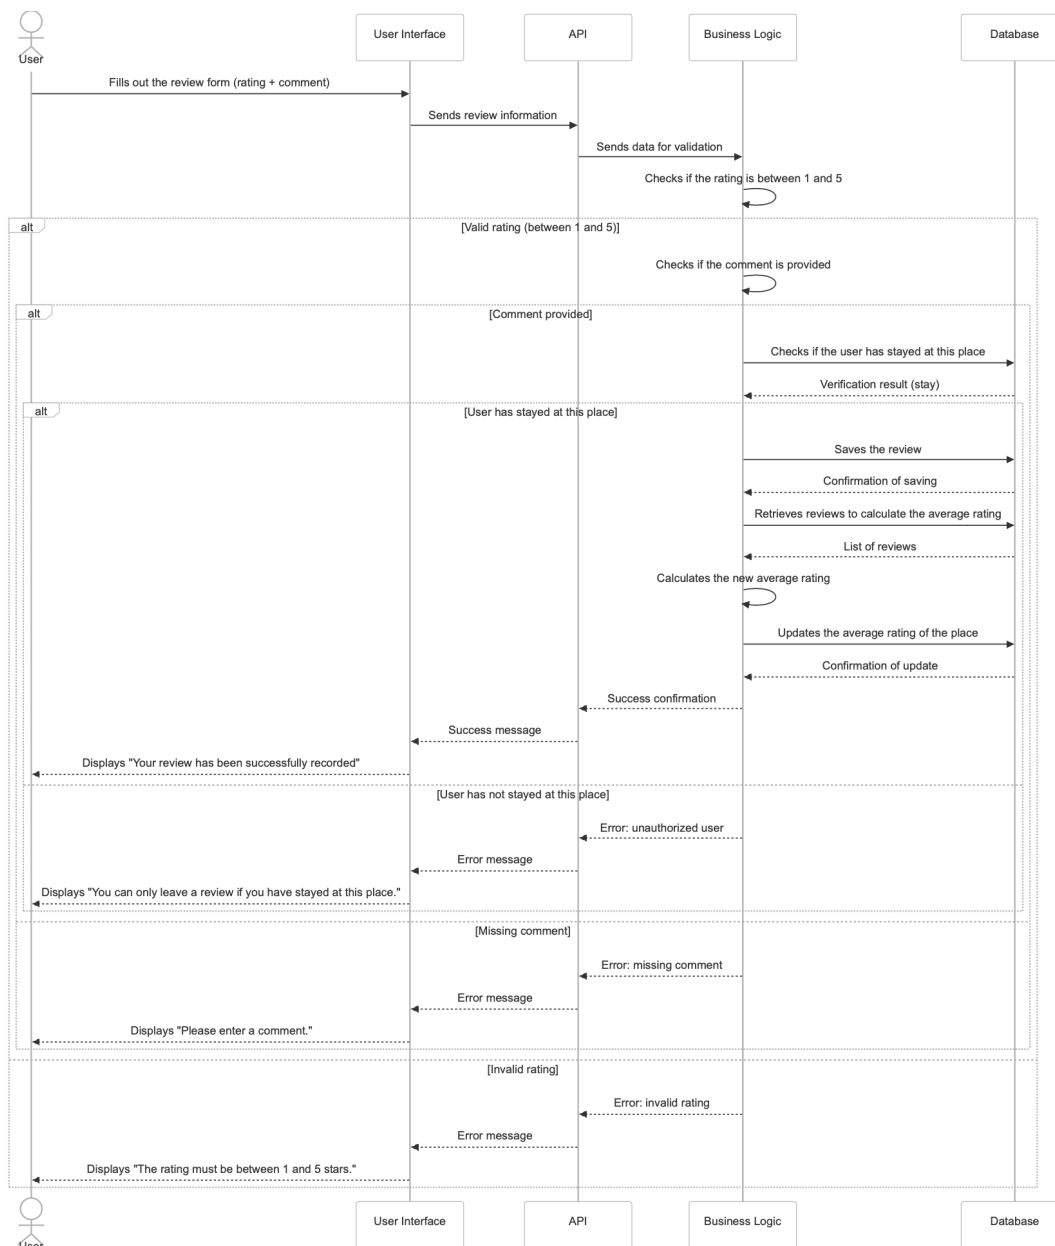 User Interface
API
Business Logic
Database
User
Fills out the review form (rating + comment)
Sends review information
Sends data for validation
Checks if the rating is between 1 and 5
alt
[Valid rating (between 1 and 5)]
Checks if the comment is provided
alt
[Comment provided]
Checks if the user has stayed at this place
Verification result (stay)
alt
[User has stayed at this place]
Saves the review
Confirmation of saving
Retrieves reviews to calculate the average rating
List of reviews
Calculates the new average rating
Updates the average rating of the place
Confirmation of update
Success confirmation
Success message
Displays "Your review has been successfully recorded"
[User has not stayed at this place]
Error: unauthorized user
Error message
Displays "You can only leave a review if you have stayed at this place."
[Missing comment]
Error: missing comment
Error message
Displays "Please enter a comment."
[Invalid rating]
Error: invalid rating
Error message
Displays "The rating must be between 1 and 5 stars."
User Interface
API
Business Logic
Database
User